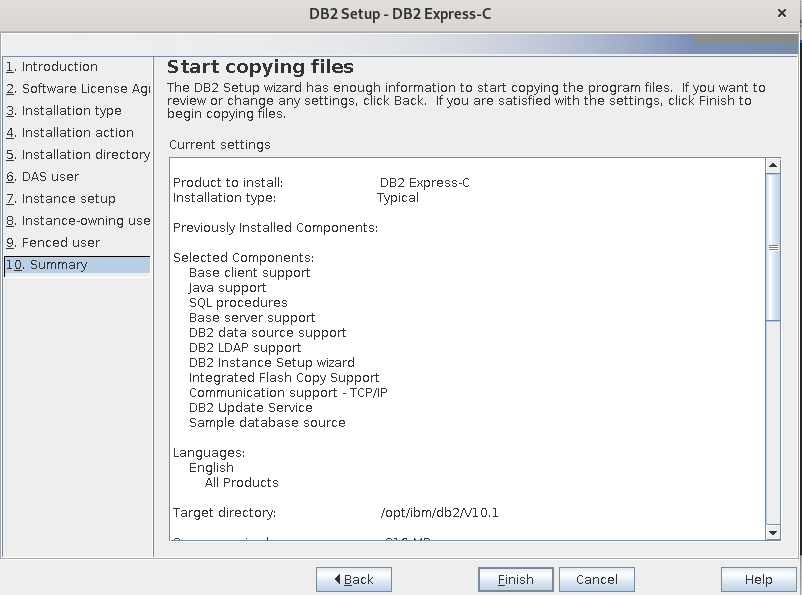 DB2 Setup - DB2 Express-C
1. Introduction
2. Software License Agr
3. Installation type
4. Installation action
5. Installation directory
6. DAS user
7. Instance setup
8. Instance-owning use
9. Fenced user
10. Summary
Start copying files
The DB2 Setup wizard has enough information to start copying the program files.  If you want to
review or change any settings, click Back.  If you are satisfied with the settings, click Finish to
begin copying files.
Current settings
Product to install: DB2 Express-C
Installation type: Typical
Previously Installed Components:
Selected Components:
Base client support
Java support
SQL procedures
Base server support
DB2 data source support
DB2 LDAP support
DB2 Instance Setup wizard
Integrated Flash Copy Support
Communication support - TCP/IP
DB2 Update Service
Sample database source
Languages:
English
All Products
Target directory: /opt/ibm/db2/V10.1
Back
Finish
Cancel
Help